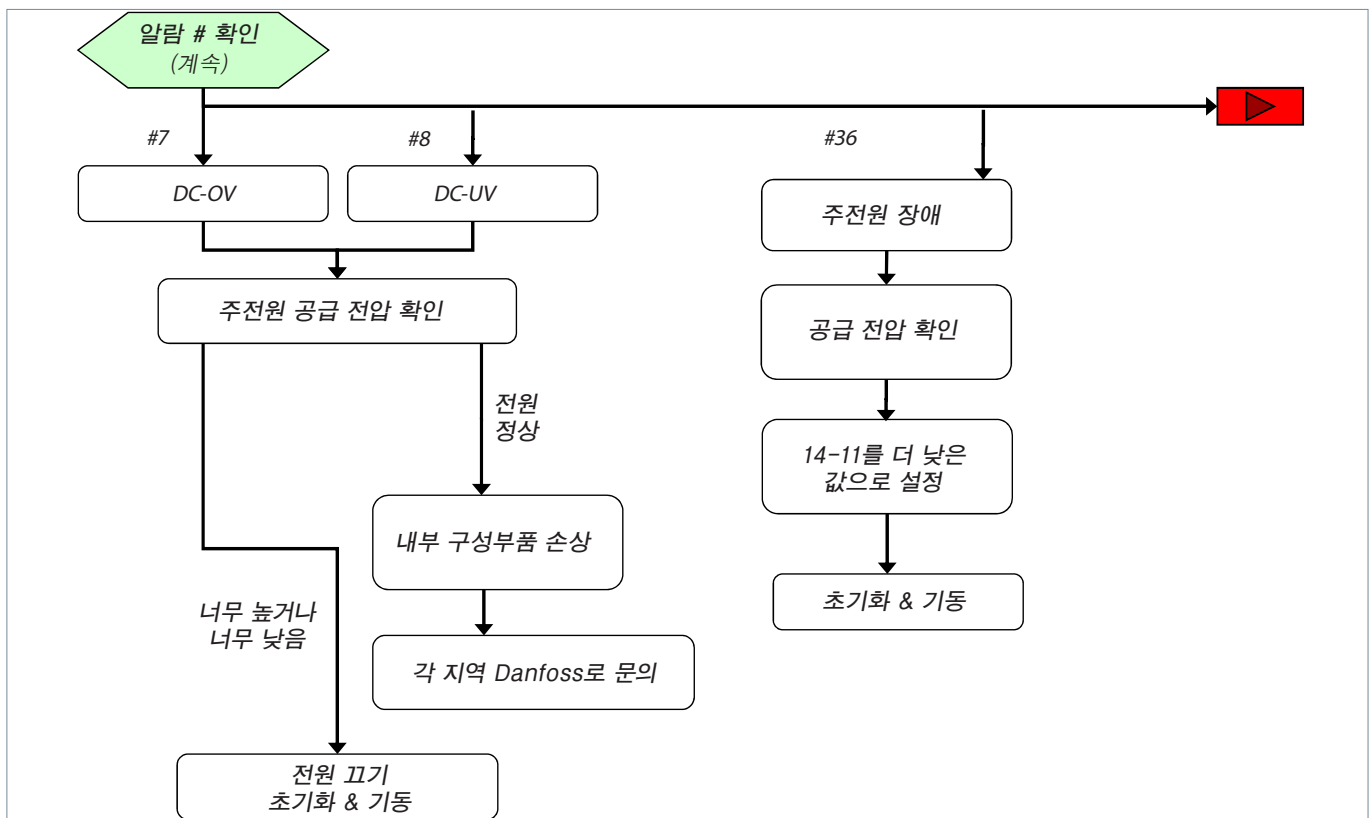 알람 # 확인
(계속)
#7
#8
#36
DC-OV
DC-UV
주전원 장애
주전원 공급 전압 확인
공급 전압 확인
전원
정상
14-11를 더 낮은
값으로 설정
내부 구성부품 손상
초기화 & 기동
너무 높거나
너무 낮음
각 지역 Danfoss로 문의
전원 끄기
초기화 & 기동